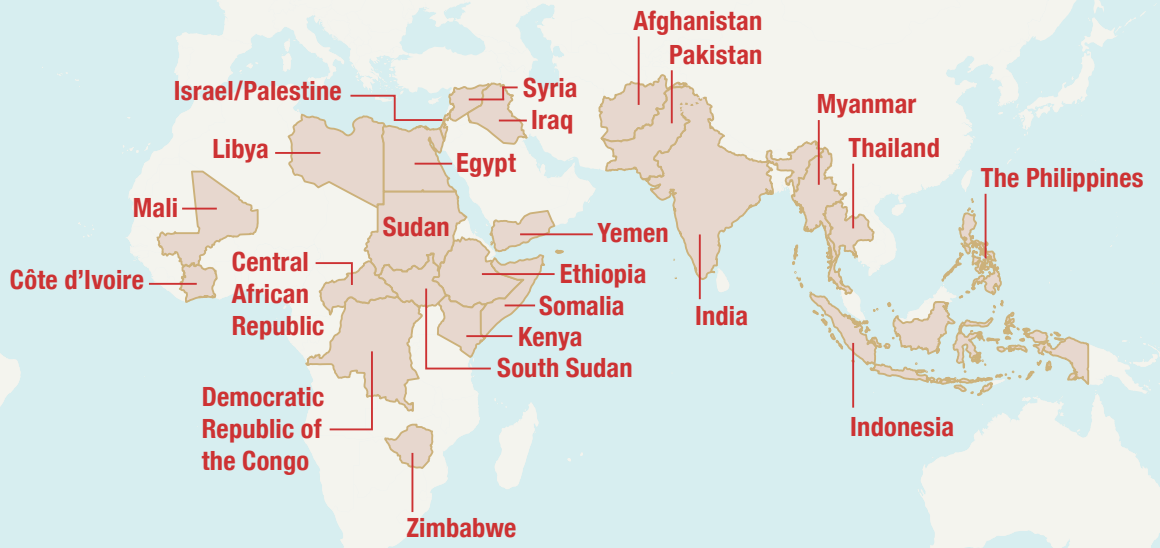 Afghanistan
Pakistan
Israel/Palestine
Syria
Iraq
Myanmar
Thailand
Libya
Egypt
The Philippines
Mali
Sudan
Yemen
Côte d’Ivoire
Central
African
Republic
Ethiopia
Somalia
India
Kenya
South Sudan
Democratic
Republic of
the Congo
Indonesia
Zimbabwe